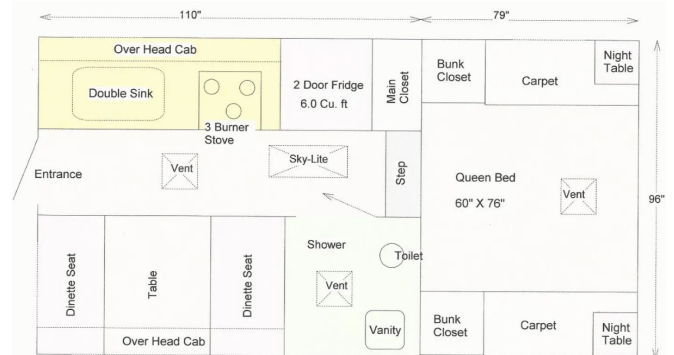 110"
79"
Over Head Cab
Double Sink
3 Burner
Stove
2 Door Fridge
6.0 Cu. ft
Main
Closet
Bunk
Closet
Carpet
Night
Table
Entrance
Vent
Sky-Lite
Step
Queen Bed
60" X 76"
Vent
96"
Dinette Seat
Table
Dinette Seat
Over Head Cab
Shower
Toilet
Vent
Vanity
Bunk
Closet
Carpet
Night
Table